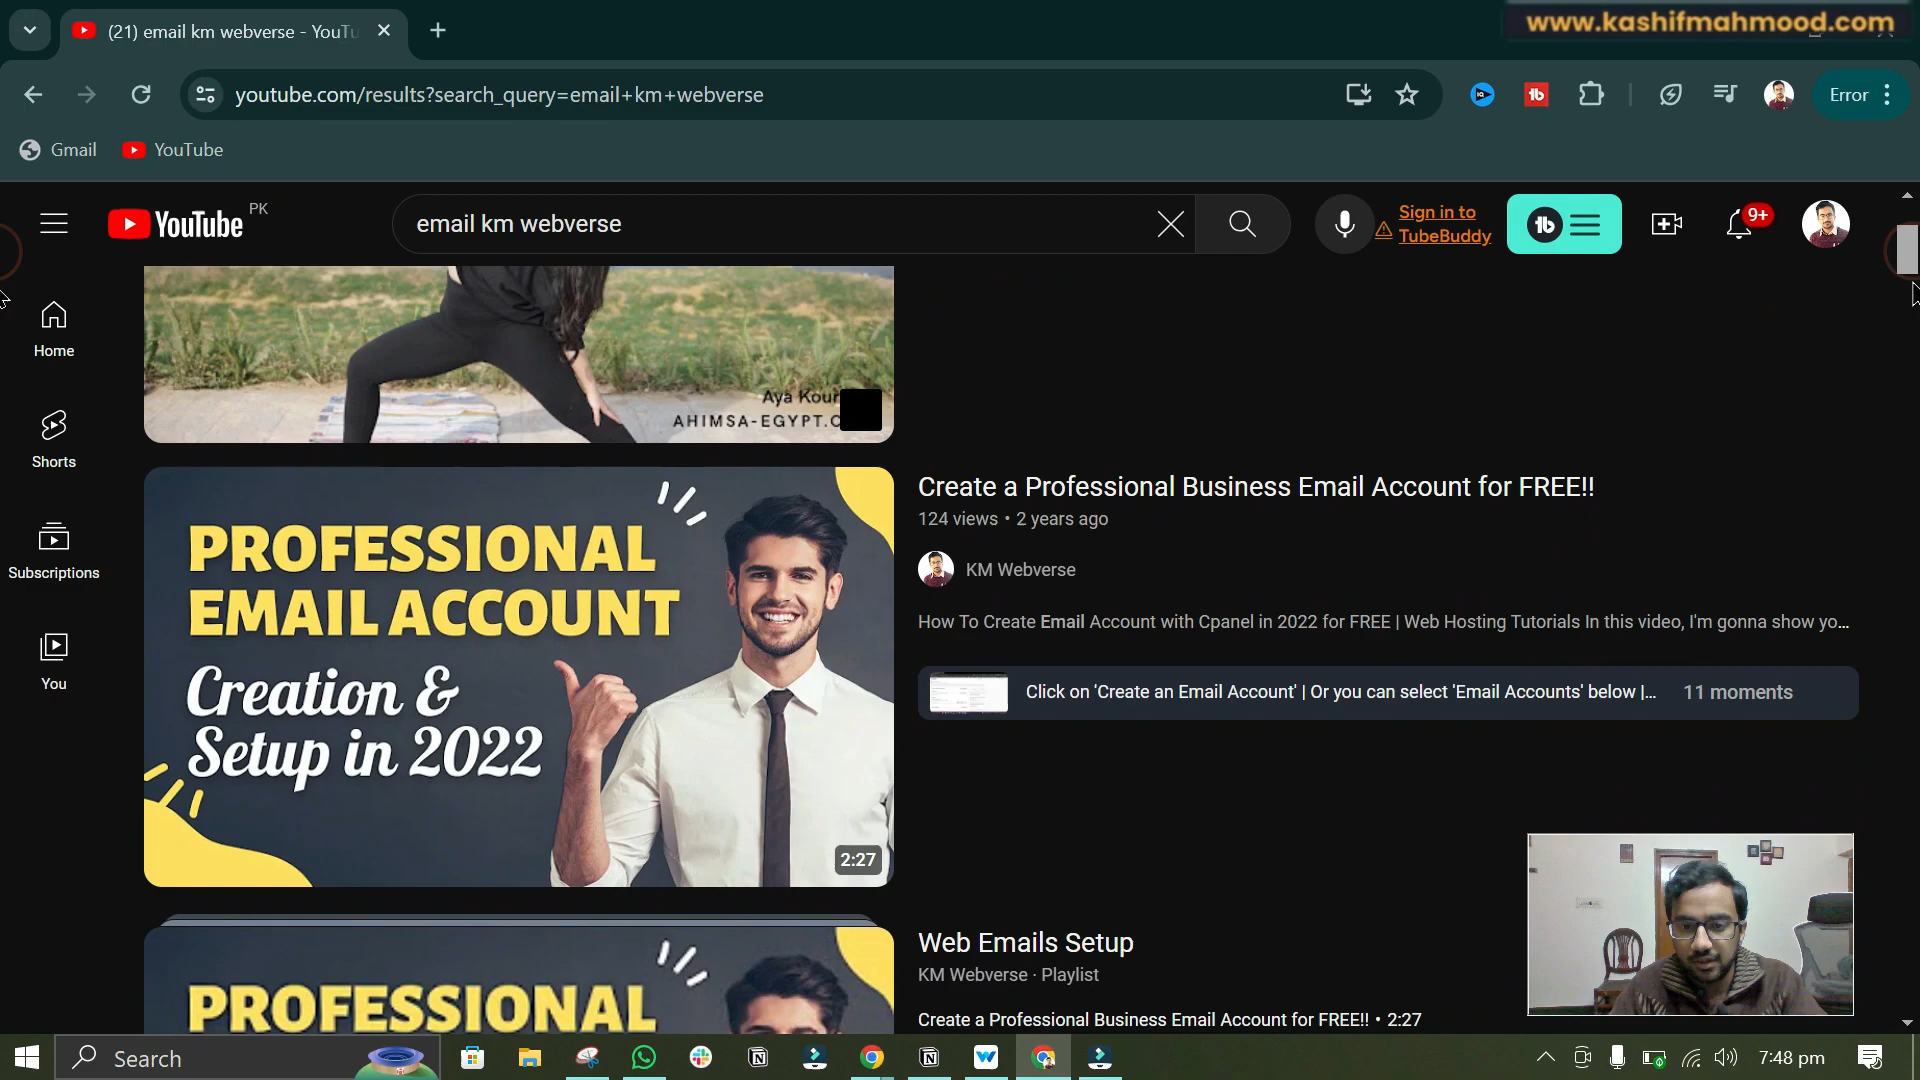 (21) email km webverse - YouTu
www.kashifmahmood.com
youtube.com/results?search_query=email+km+webverse
Error
Gmail
YouTube
YouTube PK
email km webverse
Sign in to
TubeBuddy
tb
9+
Home
Shorts
Subscriptions
You
Aya Kour
AHIMSA-EGYPT.C
PROFESSIONAL
EMAIL ACCOUNT
Creation &
Setup in 2022
2:27
Create a Professional Business Email Account for FREE!!
124 views • 2 years ago
KM Webverse
How To Create Email Account with Cpanel in 2022 for FREE | Web Hosting Tutorials In this video, I'm gonna show yo...
Click on 'Create an Email Account' | Or you can select 'Email Accounts' below |... 11 moments
PROFESSIONAL
Web Emails Setup
KM Webverse · Playlist
Create a Professional Business Email Account for FREE!! • 2:27
Search
7:48 pm